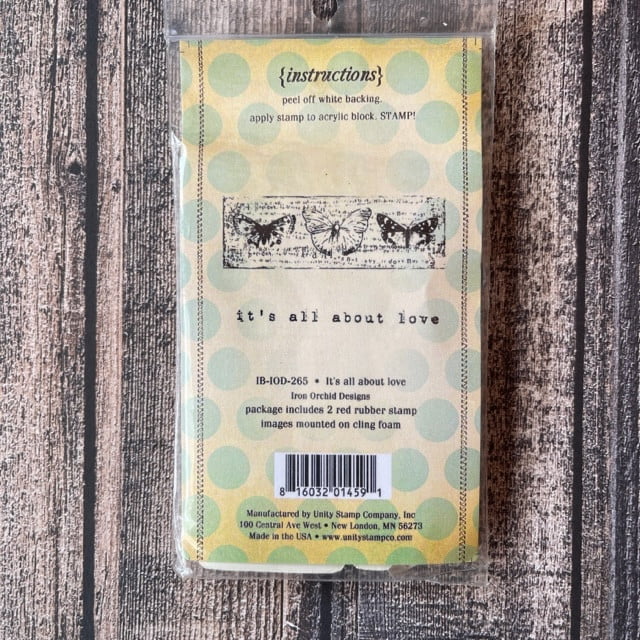 {instructions}
peel off white backing.
apply stamp to acrylic block. STAMP!
it's all about love
IB-IOD-265 • It's all about love
Iron Orchid Designs
package includes 2 red rubber stamp
images mounted on cling foam
8 16032 01459 1
Manufactured by Unity Stamp Company, Inc
100 Central Ave West • New London, MN 56273
Made in the USA • www.unitystampco.com